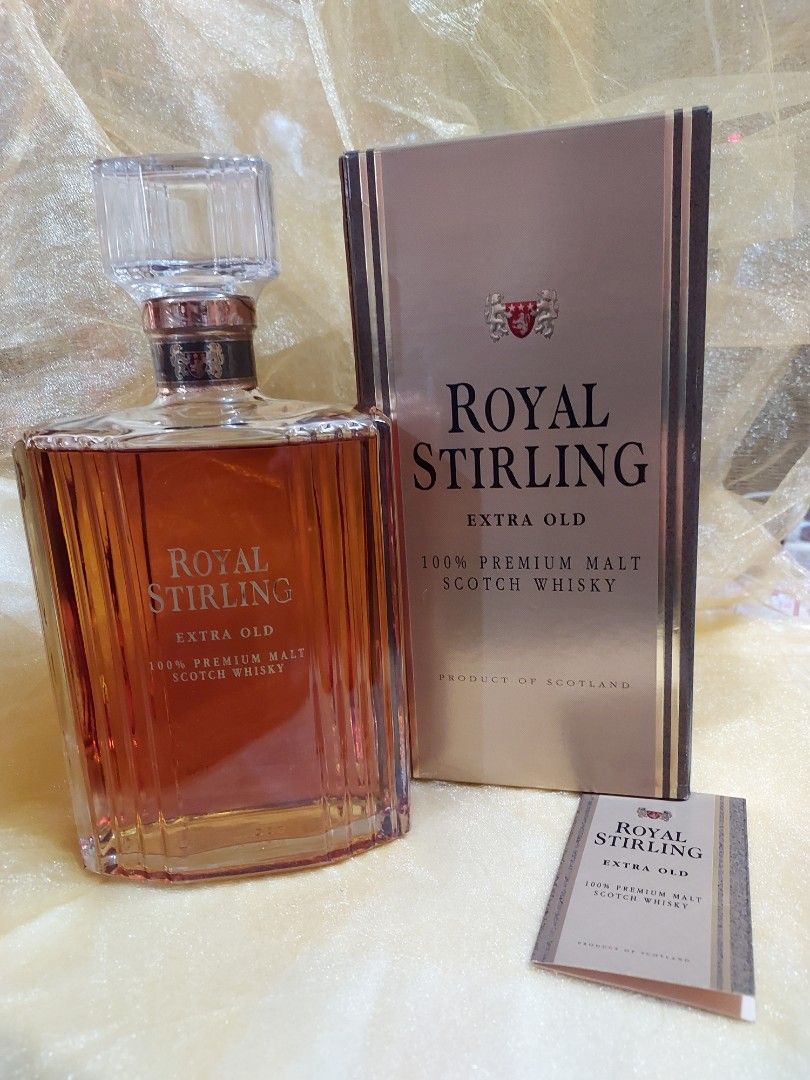 ROYAL
STIRLING
EXTRA OLD
100% PREMIUM MALT
SCOTCH WHISKY
ROYAL
STIRLING
EXTRA OLD
100% PREMIUM MALT
SCOTCH WHISKY
PRODUCT OF SCOTLAND
ROYAL
STIRLING
EXTRA OLD
100% PREMIUM MALT
SCOTCH WHISKY
PRODUCT OF SCOTLAND